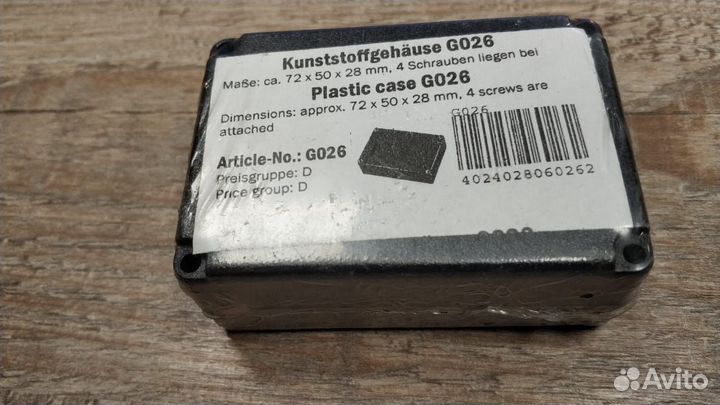 Kunststoffgehäuse G026
Maße: ca. 72 x 50 x 28 mm, 4 Schrauben liegen bei
Plastic case G026
Dimensions: approx. 72 x 50 x 28 mm, 4 screws are
attached
G026
Article-No.: G026
Preisgruppe: D
Price group: D
4024028060262
Avito